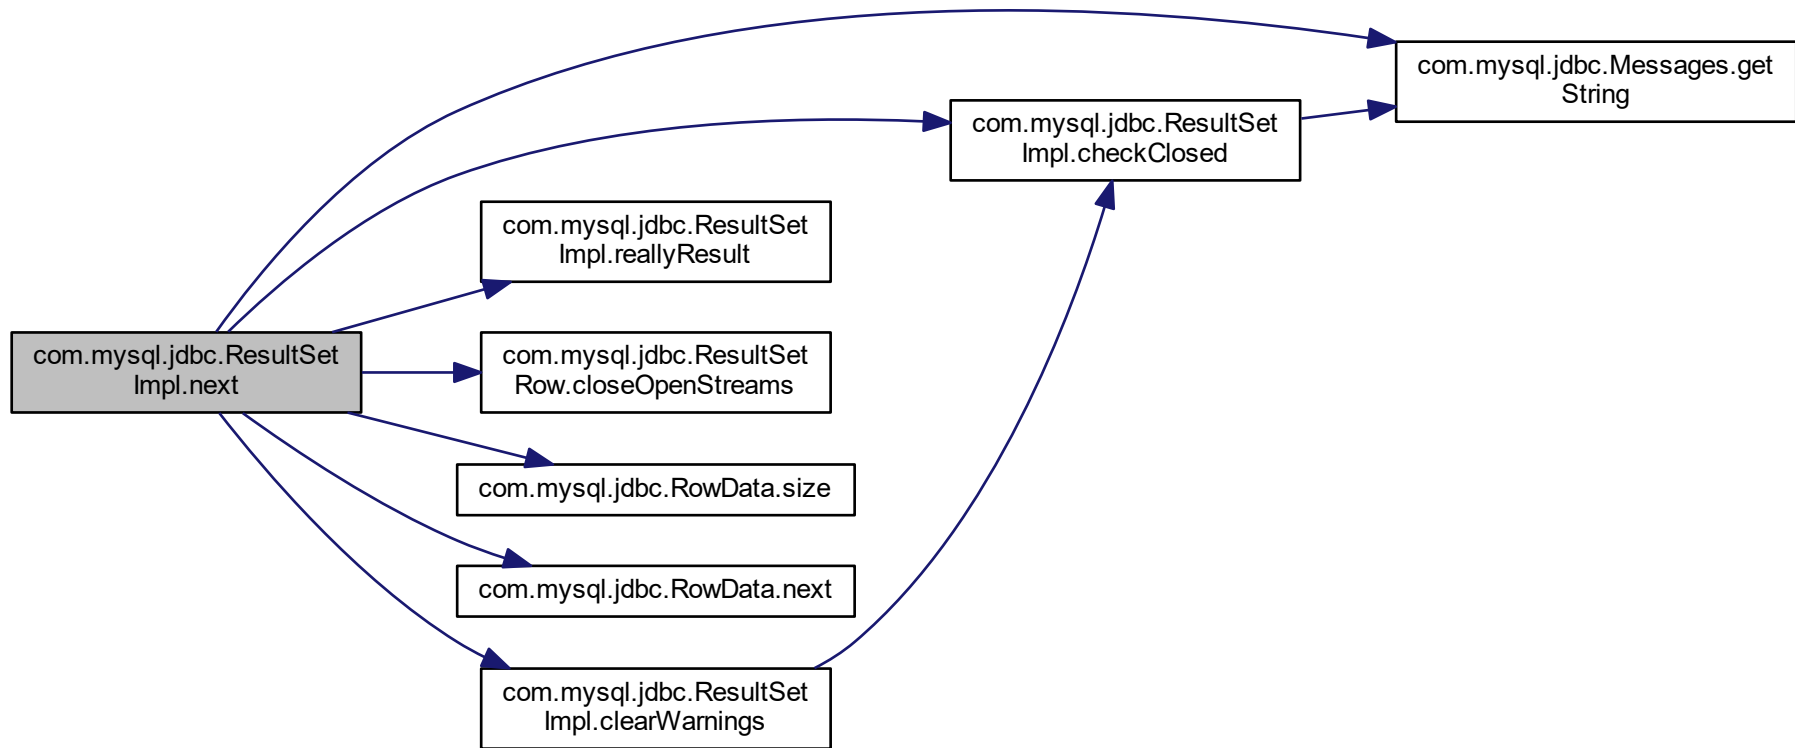 com.mysql.jdbc.Messages.get
String
com.mysql.jdbc.ResultSet
Impl.checkClosed
com.mysql.jdbc.ResultSet
Impl.reallyResult
com.mysql.jdbc.ResultSet
Impl.next
com.mysql.jdbc.ResultSet
Row.closeOpenStreams
com.mysql.jdbc.RowData.size
com.mysql.jdbc.RowData.next
com.mysql.jdbc.ResultSet
Impl.clearWarnings